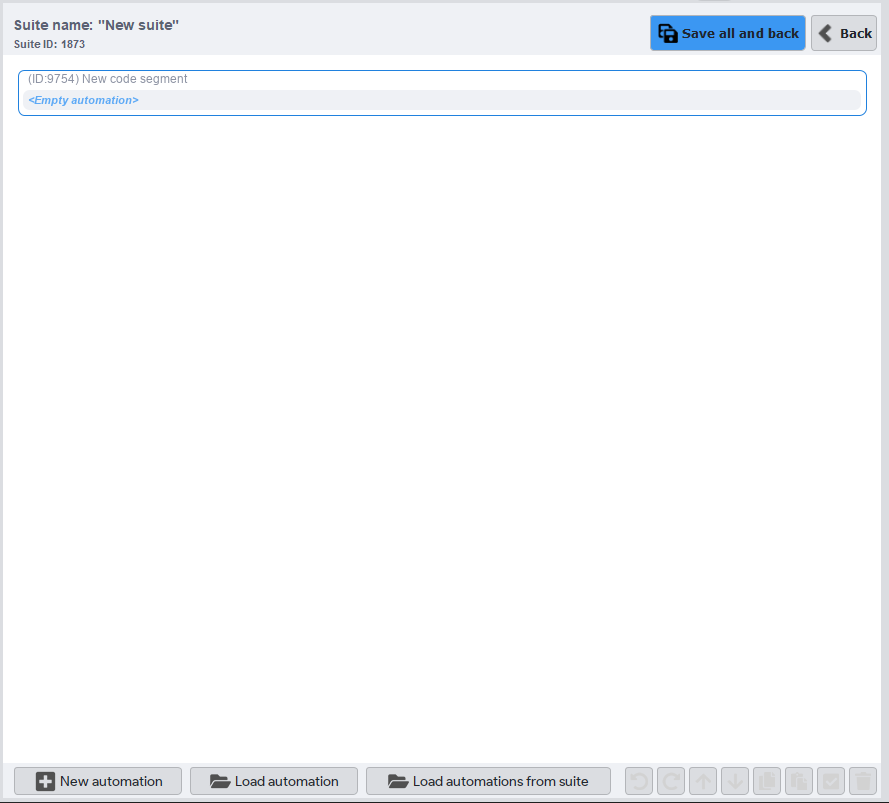 Suite name: "New suite"
Suite ID: 1873
Save all and back
Back
(ID:9754) New code segment
<Empty automation>
New automation
Load automation
Load automations from suite